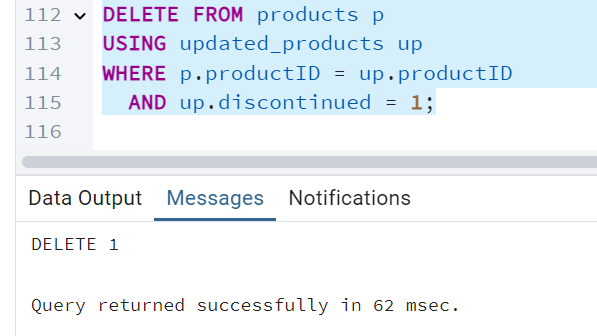 112 DELETE FROM products p
113 USING updated_products up
114 WHERE p.productID = up.productID
115   AND up.discontinued = 1;
116
Data Output Messages Notifications
DELETE 1
Query returned successfully in 62 msec.